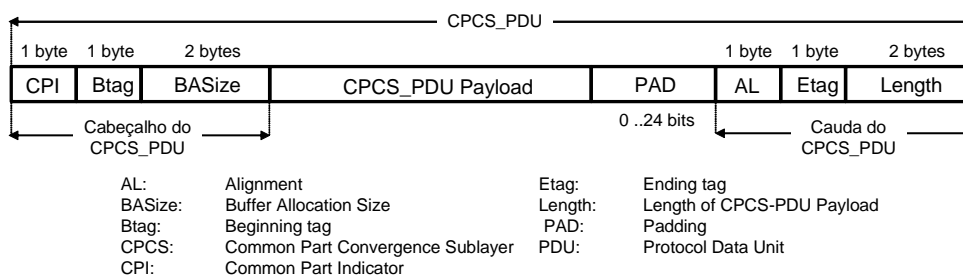 CPCS_PDU
1 byte 1 byte 2 bytes 1 byte 1 byte 2 bytes
CPI Btag BASize CPCS_PDU Payload PAD AL Etag Length
0 ..24 bits
Cabeçalho do
CPCS_PDU
Cauda do
CPCS_PDU
AL: Alignment Etag: Ending tag
BASize: Buffer Allocation Size Length: Length of CPCS-PDU Payload
Btag: Beginning tag PAD: Padding
CPCS: Common Part Convergence Sublayer PDU: Protocol Data Unit
CPI: Common Part Indicator